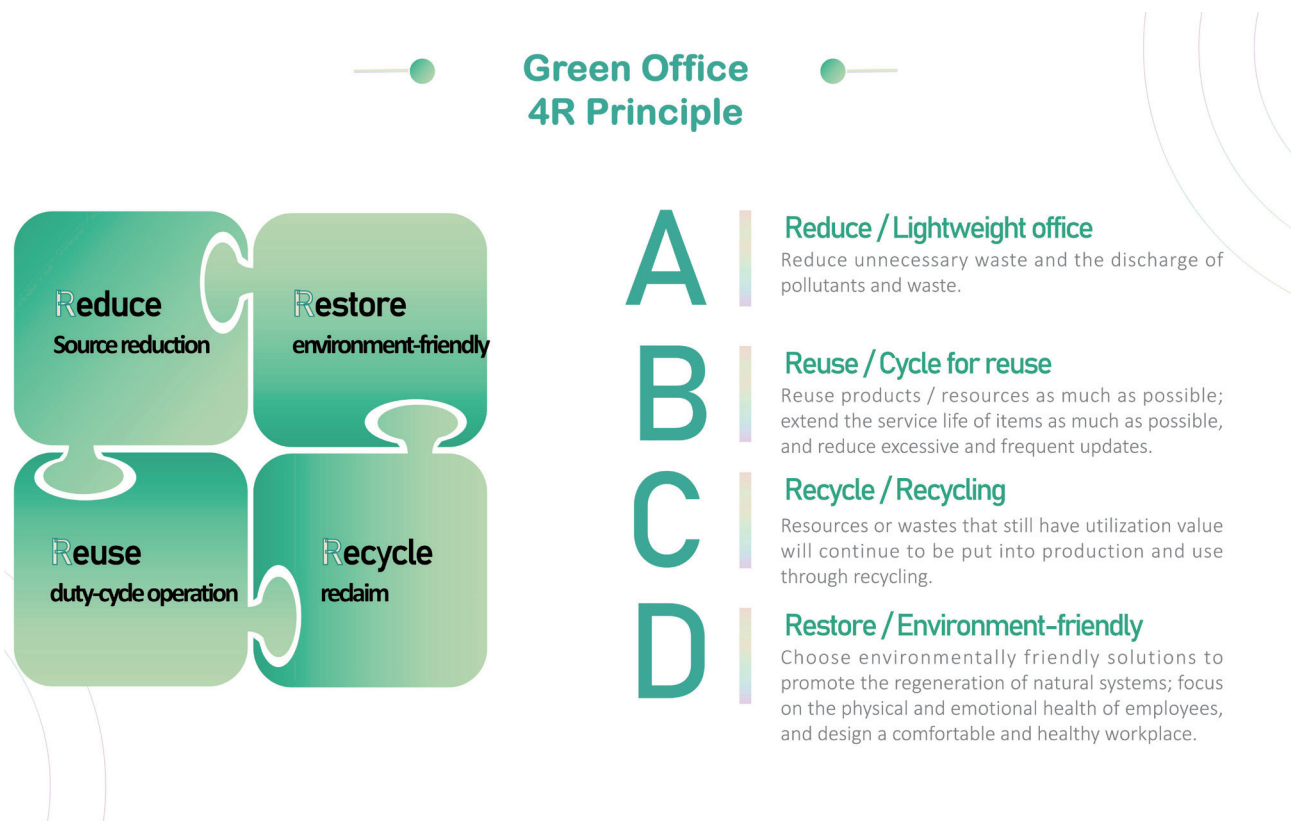 Green Office
4R Principle
Reduce
Source reduction
Restore
environment-friendly
Reuse
duty-cycle operation
Recycle
reclaim
A
Reduce / Lightweight office
Reduce unnecessary waste and the discharge of
pollutants and waste.
B
Reuse / Cycle for reuse
Reuse products / resources as much as possible;
extend the service life of items as much as possible,
and reduce excessive and frequent updates.
C
Recycle / Recycling
Resources or wastes that still have utilization value
will continue to be put into production and use
through recycling.
D
Restore / Environment-friendly
Choose environmentally friendly solutions to
promote the regeneration of natural systems; focus
on the physical and emotional health of employees,
and design a comfortable and healthy workplace.